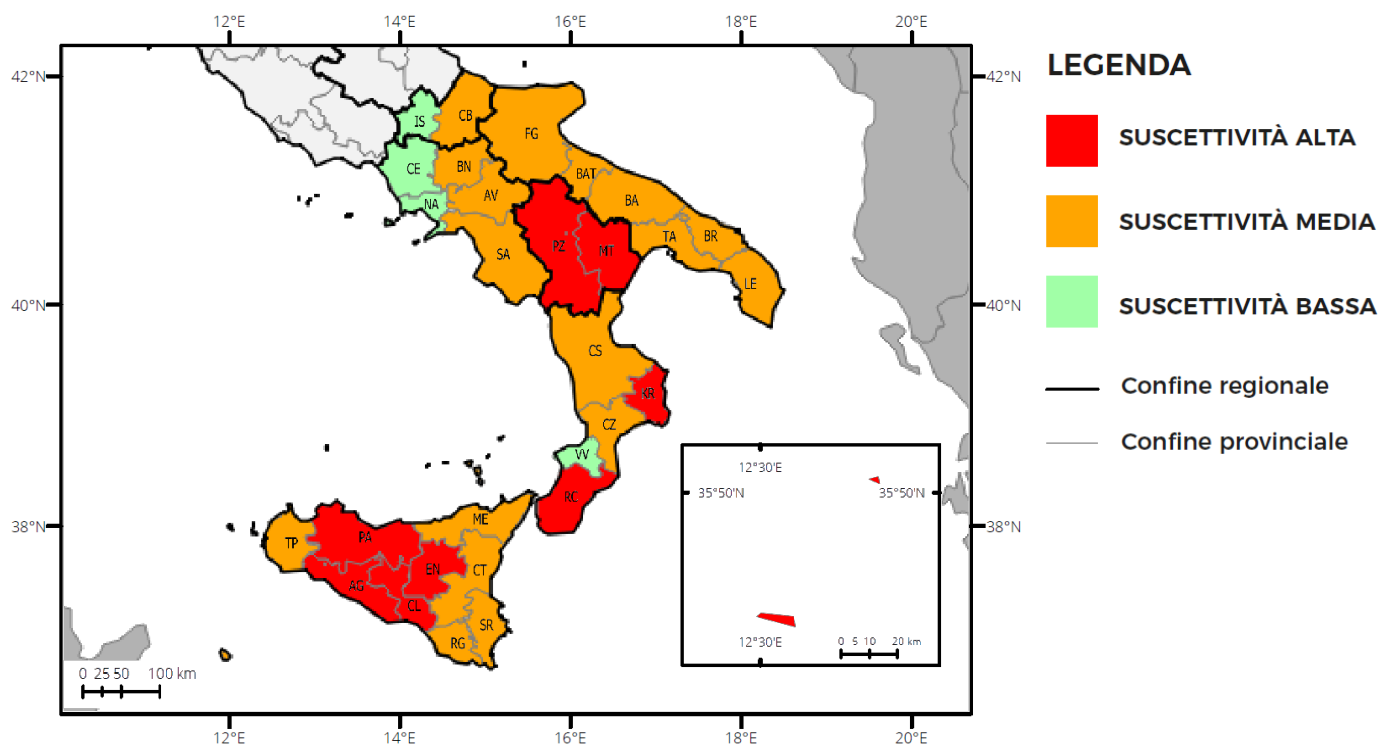 12°E 14°E 16°E 18°E 20°E
42°N 42°N
40°N 40°N
38°N 38°N
12°E 14°E 16°E 18°E 20°E
IS
CB
FG
CE
BN
BAT
NA
AV
BA
SA
PZ
MT
TA
BR
LE
CS
KR
CZ
VV
RC
ME
TP
PA
EN
CT
AG
CL
SR
RG
0 25 50 100 km
12°30'E
35°50'N 35°50'N
12°30'E
0 5 10 20 km
LEGENDA
SUSCETTIVITÀ ALTA
SUSCETTIVITÀ MEDIA
SUSCETTIVITÀ BASSA
Confine regionale
Confine provinciale